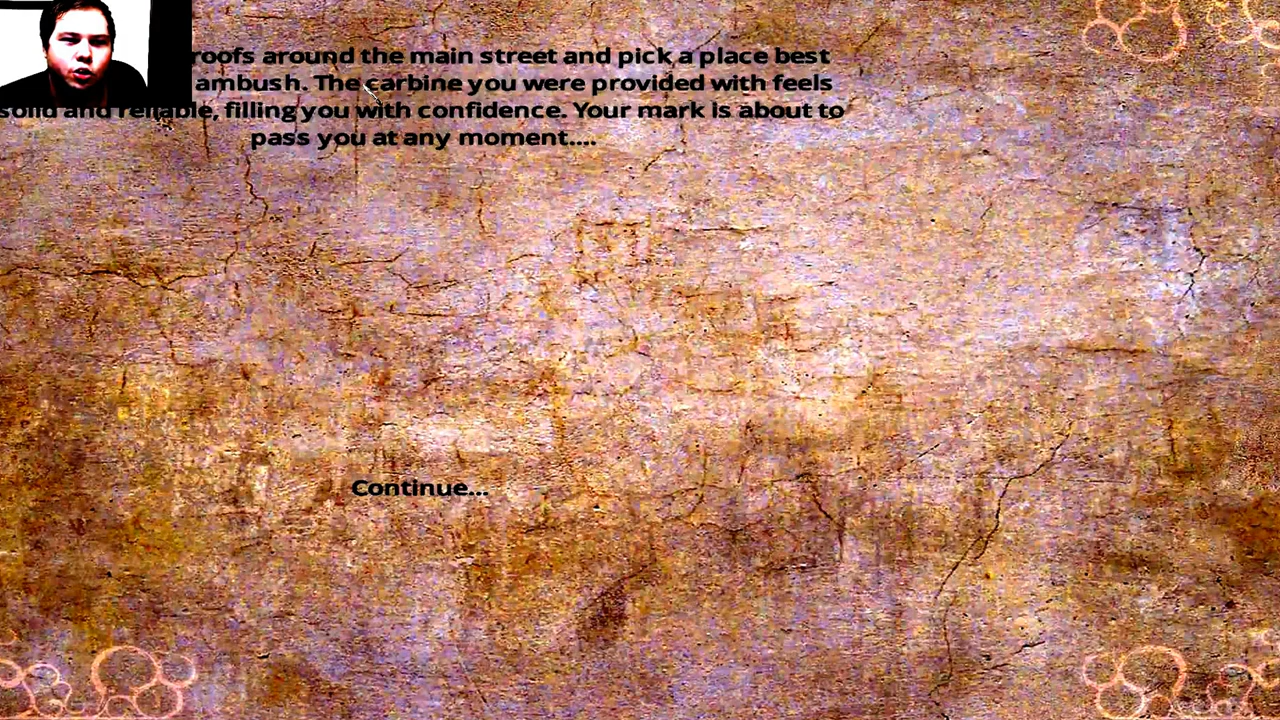 roofs around the main street and pick a place best
ambush. The carbine you were provided with feels
solid and reliable, filling you with confidence. Your mark is about to
pass you at any moment....
Continue...